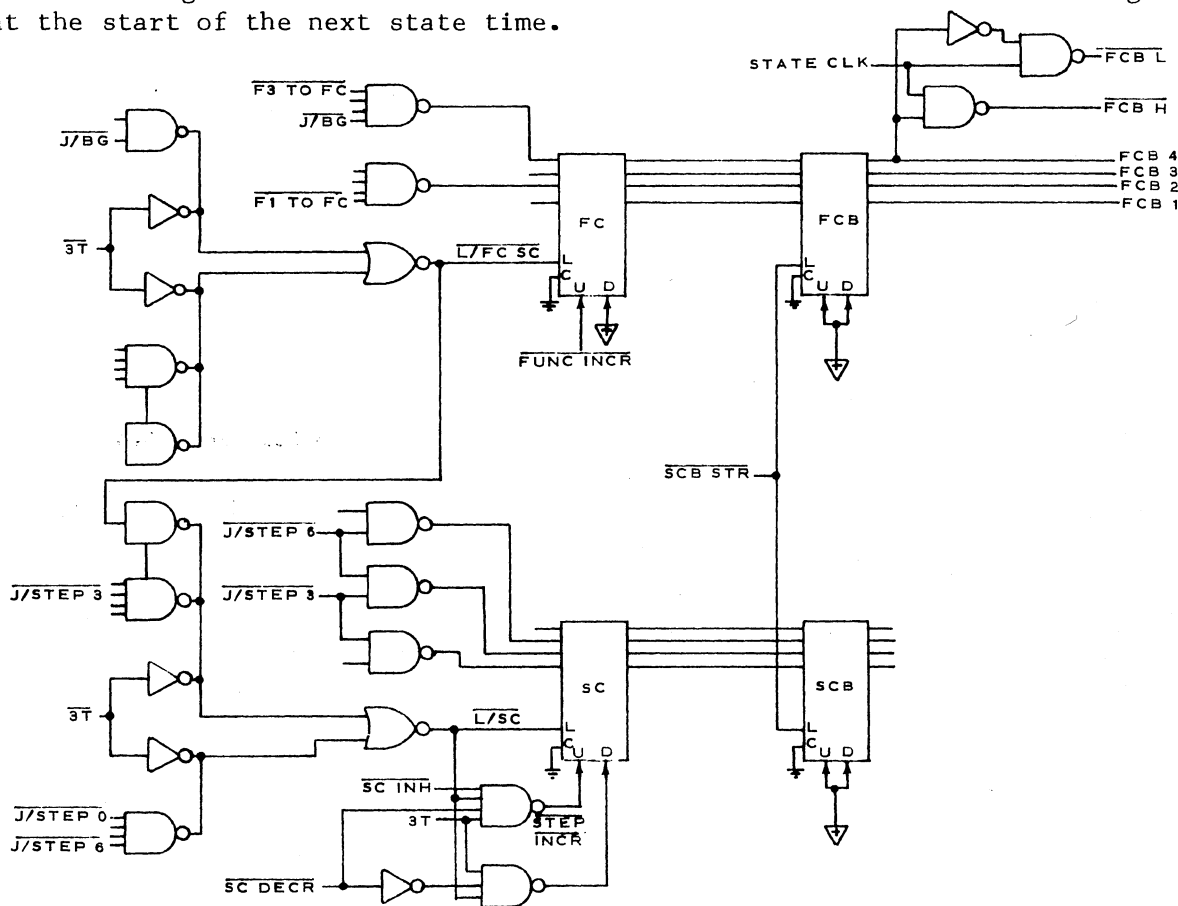 at the start of the next state time.
STATE CLK
FCB L
FCB H
F3 TO FC
J/BG
J/BG
F1 TO FC
FCB 4
FCB 3
FCB 2
FCB 1
FC
FCB
3T
L/FC SC
L
C
U D
L
C
U D
FUNC INCR
SCB STR
J/STEP 6
J/STEP 3
J/STEP 3
SC
SCB
3T
L/SC
L
C
U D
L
C
U D
SC INH
3T
STEP
INCR
J/STEP 0
J/STEP 6
SC DECR